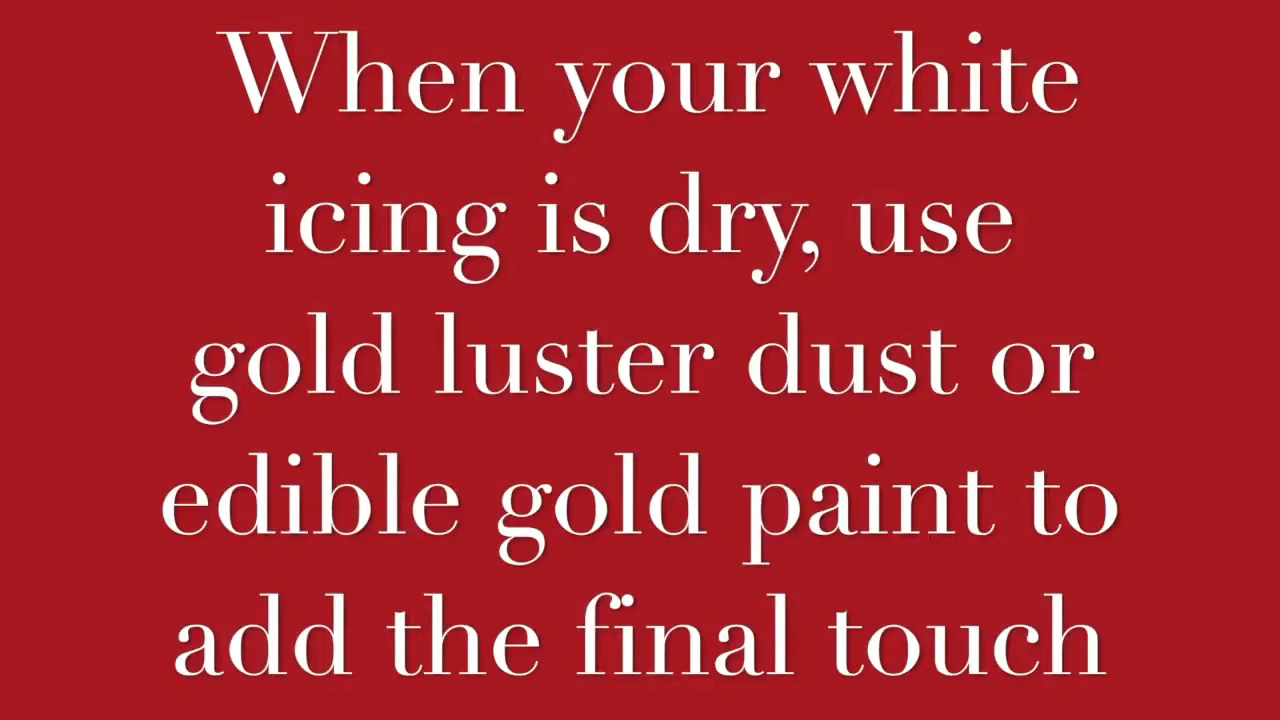 When your white
icing is dry, use
gold luster dust or
edible gold paint to
add the final touch